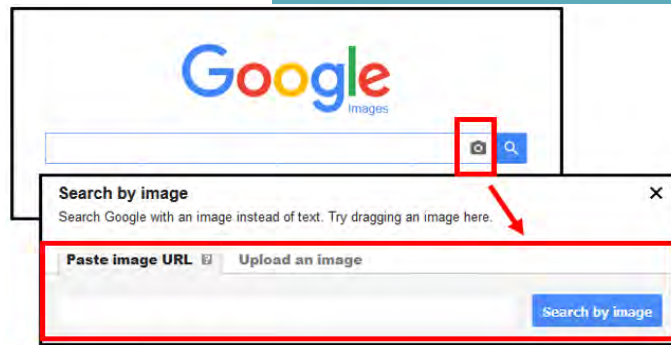 Google
Images
Search by image
Search Google with an image instead of text. Try dragging an image here.
Paste image URL ? Upload an image
Search by image